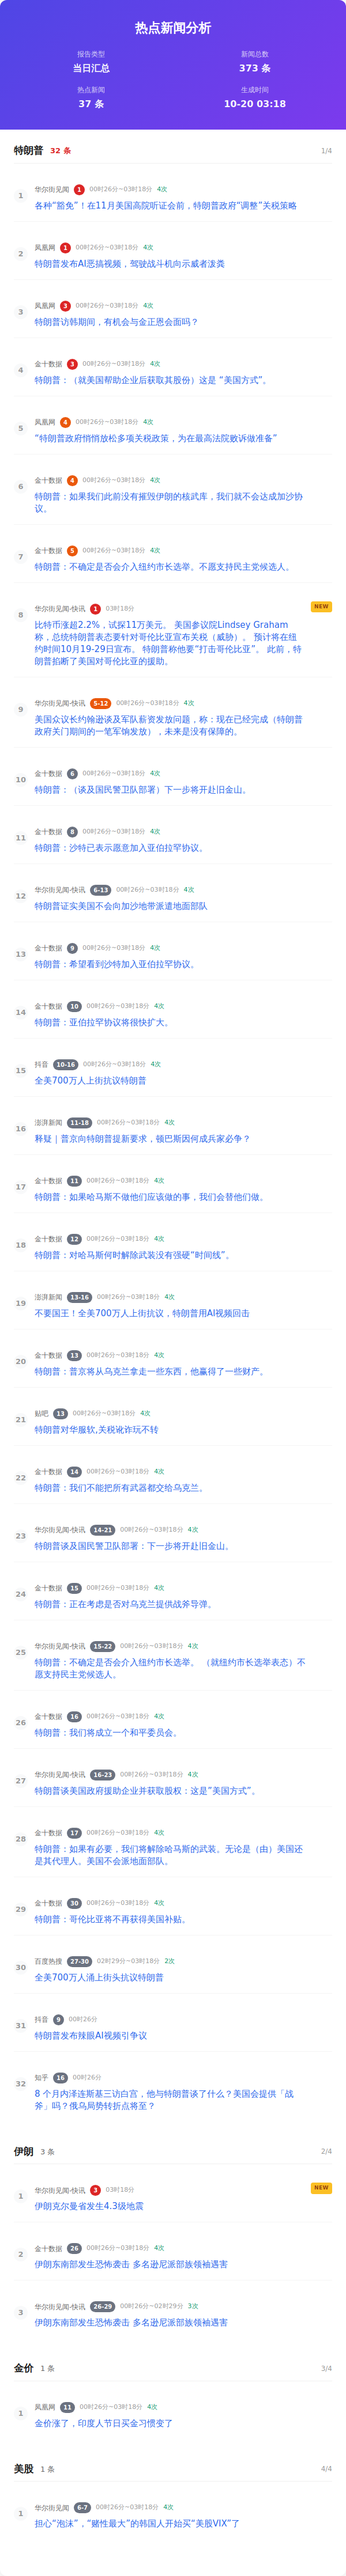 热点新闻分析
报告类型
新闻总数
当日汇总
373 条
热点新闻
生成时间
37 条
10-20 03:18
特朗普 32 条 1/4
1 华尔街见闻 1 00时26分~03时18分 4次
各种“豁免”！在11月美国高院听证会前，特朗普政府“调整”关税策略
2 凤凰网 1 00时26分~03时18分 4次
特朗普发布AI恶搞视频，驾驶战斗机向示威者泼粪
3 凤凰网 3 00时26分~03时18分 4次
特朗普访韩期间，有机会与金正恩会面吗？
4 金十数据 3 00时26分~03时18分 4次
特朗普：（就美国帮助企业后获取其股份）这是 “美国方式”。
5 凤凰网 4 00时26分~03时18分 4次
“特朗普政府悄悄放松多项关税政策，为在最高法院败诉做准备”
6 金十数据 4 00时26分~03时18分 4次
特朗普：如果我们此前没有摧毁伊朗的核武库，我们就不会达成加沙协
议。
7 金十数据 5 00时26分~03时18分 4次
特朗普：不确定是否会介入纽约市长选举。不愿支持民主党候选人。
8 华尔街见闻-快讯 1 03时18分 NEW
比特币涨超2.2%，试探11万美元。 美国参议院Lindsey Graham
称，总统特朗普表态要针对哥伦比亚宣布关税（威胁）。 预计将在纽
约时间10月19-29日宣布。 特朗普称他要“打击哥伦比亚”。 此前，特
朗普掐断了美国对哥伦比亚的援助。
9 华尔街见闻-快讯 5-12 00时26分~03时18分 4次
美国众议长约翰逊谈及军队薪资发放问题，称：现在已经完成（特朗普
政府关门期间的一笔军饷发放），未来是没有保障的。
10 金十数据 6 00时26分~03时18分 4次
特朗普：（谈及国民警卫队部署）下一步将开赴旧金山。
11 金十数据 8 00时26分~03时18分 4次
特朗普：沙特已表示愿意加入亚伯拉罕协议。
12 华尔街见闻-快讯 6-13 00时26分~03时18分 4次
特朗普证实美国不会向加沙地带派遣地面部队
13 金十数据 9 00时26分~03时18分 4次
特朗普：希望看到沙特加入亚伯拉罕协议。
14 金十数据 10 00时26分~03时18分 4次
特朗普：亚伯拉罕协议将很快扩大。
15 抖音 10-16 00时26分~03时18分 4次
全美700万人上街抗议特朗普
16 澎湃新闻 11-18 00时26分~03时18分 4次
释疑｜普京向特朗普提新要求，顿巴斯因何成兵家必争？
17 金十数据 11 00时26分~03时18分 4次
特朗普：如果哈马斯不做他们应该做的事，我们会替他们做。
18 金十数据 12 00时26分~03时18分 4次
特朗普：对哈马斯何时解除武装没有强硬“时间线”。
19 澎湃新闻 13-16 00时26分~03时18分 4次
不要国王！全美700万人上街抗议，特朗普用AI视频回击
20 金十数据 13 00时26分~03时18分 4次
特朗普：普京将从乌克兰拿走一些东西，他赢得了一些财产。
21 贴吧 13 00时26分~03时18分 4次
特朗普对华服软,关税讹诈玩不转
22 金十数据 14 00时26分~03时18分 4次
特朗普：我们不能把所有武器都交给乌克兰。
23 华尔街见闻-快讯 14-21 00时26分~03时18分 4次
特朗普谈及国民警卫队部署：下一步将开赴旧金山。
24 金十数据 15 00时26分~03时18分 4次
特朗普：正在考虑是否对乌克兰提供战斧导弹。
25 华尔街见闻-快讯 15-22 00时26分~03时18分 4次
特朗普：不确定是否会介入纽约市长选举。 （就纽约市长选举表态）不
愿支持民主党候选人。
26 金十数据 16 00时26分~03时18分 4次
特朗普：我们将成立一个和平委员会。
27 华尔街见闻-快讯 16-23 00时26分~03时18分 4次
特朗普谈美国政府援助企业并获取股权：这是“美国方式”。
28 金十数据 17 00时26分~03时18分 4次
特朗普：如果有必要，我们将解除哈马斯的武装。无论是（由）美国还
是其代理人。美国不会派地面部队。
29 金十数据 30 00时26分~03时18分 4次
特朗普：哥伦比亚将不再获得美国补贴。
30 百度热搜 27-30 02时29分~03时18分 2次
全美700万人涌上街头抗议特朗普
31 抖音 9 00时26分
特朗普发布辣眼AI视频引争议
32 知乎 16 00时26分
8 个月内泽连斯基三访白宫，他与特朗普谈了什么？美国会提供「战
斧」吗？俄乌局势转折点将至？
伊朗 3 条 2/4
1 华尔街见闻-快讯 3 03时18分 NEW
伊朗克尔曼省发生4.3级地震
2 金十数据 26 00时26分~03时18分 4次
伊朗东南部发生恐怖袭击 多名逊尼派部族领袖遇害
3 华尔街见闻-快讯 26-29 00时26分~02时29分 3次
伊朗东南部发生恐怖袭击 多名逊尼派部族领袖遇害
金价 1 条 3/4
1 凤凰网 11 00时26分~03时18分 4次
金价涨了，印度人节日买金习惯变了
美股 1 条 4/4
1 华尔街见闻 6-7 00时26分~03时18分 4次
担心“泡沫”，“赌性最大”的韩国人开始买“美股VIX”了